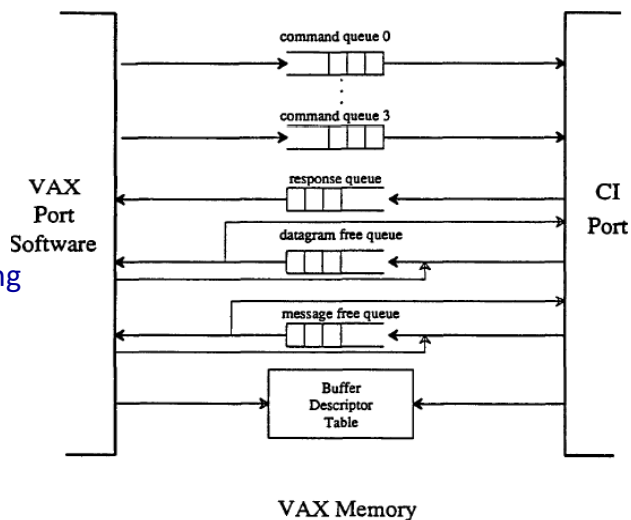 command queue 0
command queue 3
response queue
VAX
Port
Software
CI
Port
datagram free queue
ng
message free queue
Buffer
Descriptor
Table
VAX Memory